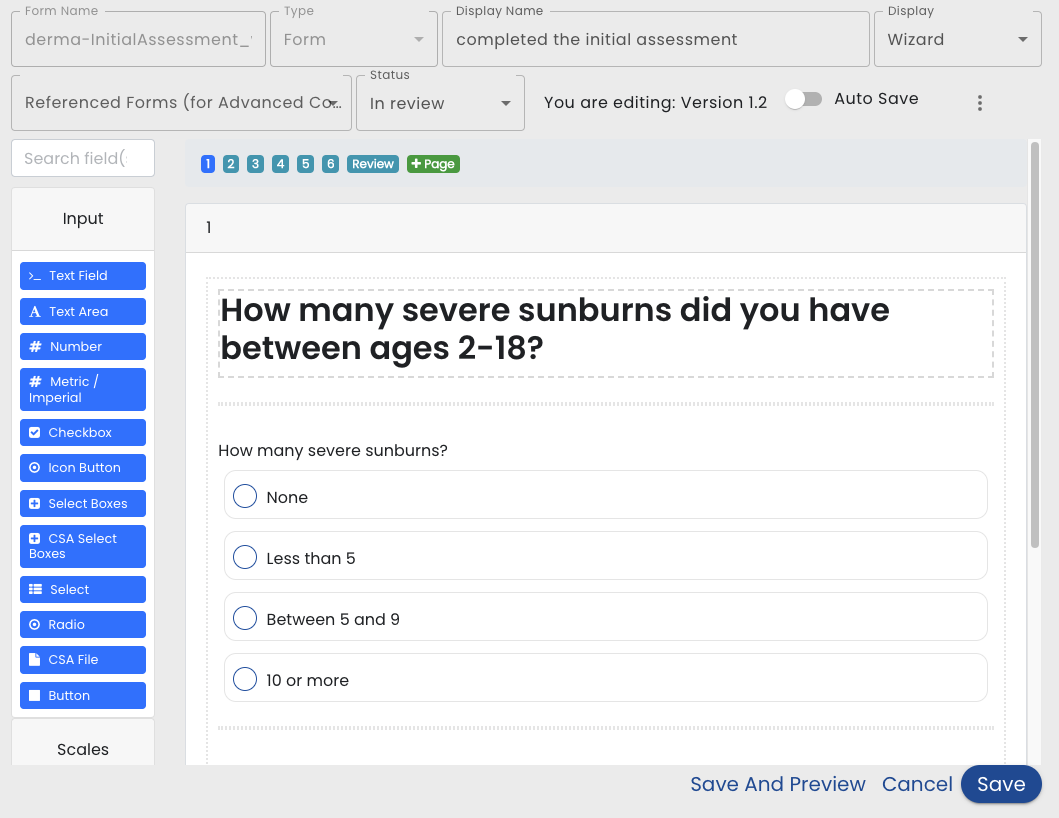 Form Name
derma-InitialAssessment_
Type
Form
Display Name
completed the initial assessment
Display
Wizard
Referenced Forms (for Advanced Co...
Status
In review
You are editing: Version 1.2
Auto Save
Search field(
1 2 3 4 5 6 Review + Page
Input
>_ Text Field
A Text Area
# Number
# Metric /
Imperial
Checkbox
Icon Button
Select Boxes
CSA Select
Boxes
Select
Radio
CSA File
Button
Scales
1
How many severe sunburns did you have
between ages 2-18?
How many severe sunburns?
None
Less than 5
Between 5 and 9
10 or more
Save And Preview
Cancel
Save